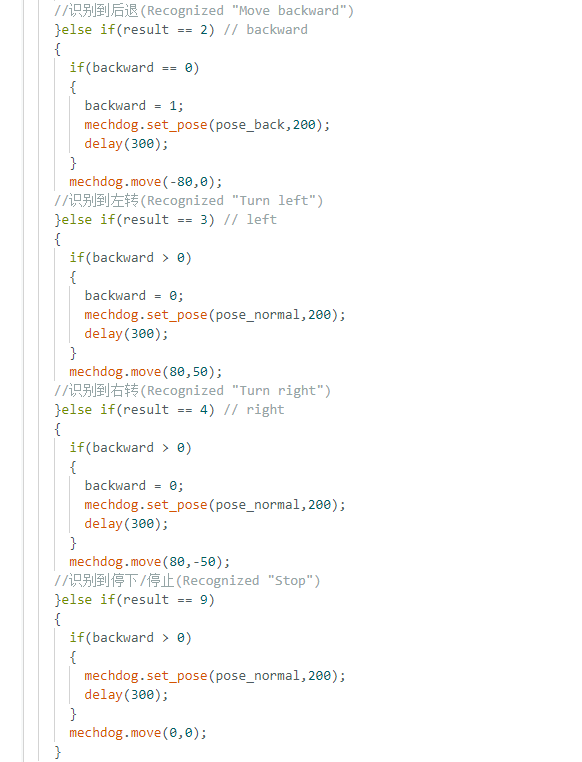 //识别到后退(Recognized "Move backward")
}else if(result == 2) // backward
{
if(backward == 0)
{
backward = 1;
mechdog.set_pose(pose_back,200);
delay(300);
}
mechdog.move(-80,0);
//识别到左转(Recognized "Turn left")
}else if(result == 3) // left
{
if(backward > 0)
{
backward = 0;
mechdog.set_pose(pose_normal,200);
delay(300);
}
mechdog.move(80,50);
//识别到右转(Recognized "Turn right")
}else if(result == 4) // right
{
if(backward > 0)
{
backward = 0;
mechdog.set_pose(pose_normal,200);
delay(300);
}
mechdog.move(80,-50);
//识别到停下/停止(Recognized "Stop")
}else if(result == 9)
{
if(backward > 0)
{
mechdog.set_pose(pose_normal,200);
delay(300);
}
mechdog.move(0,0);
}